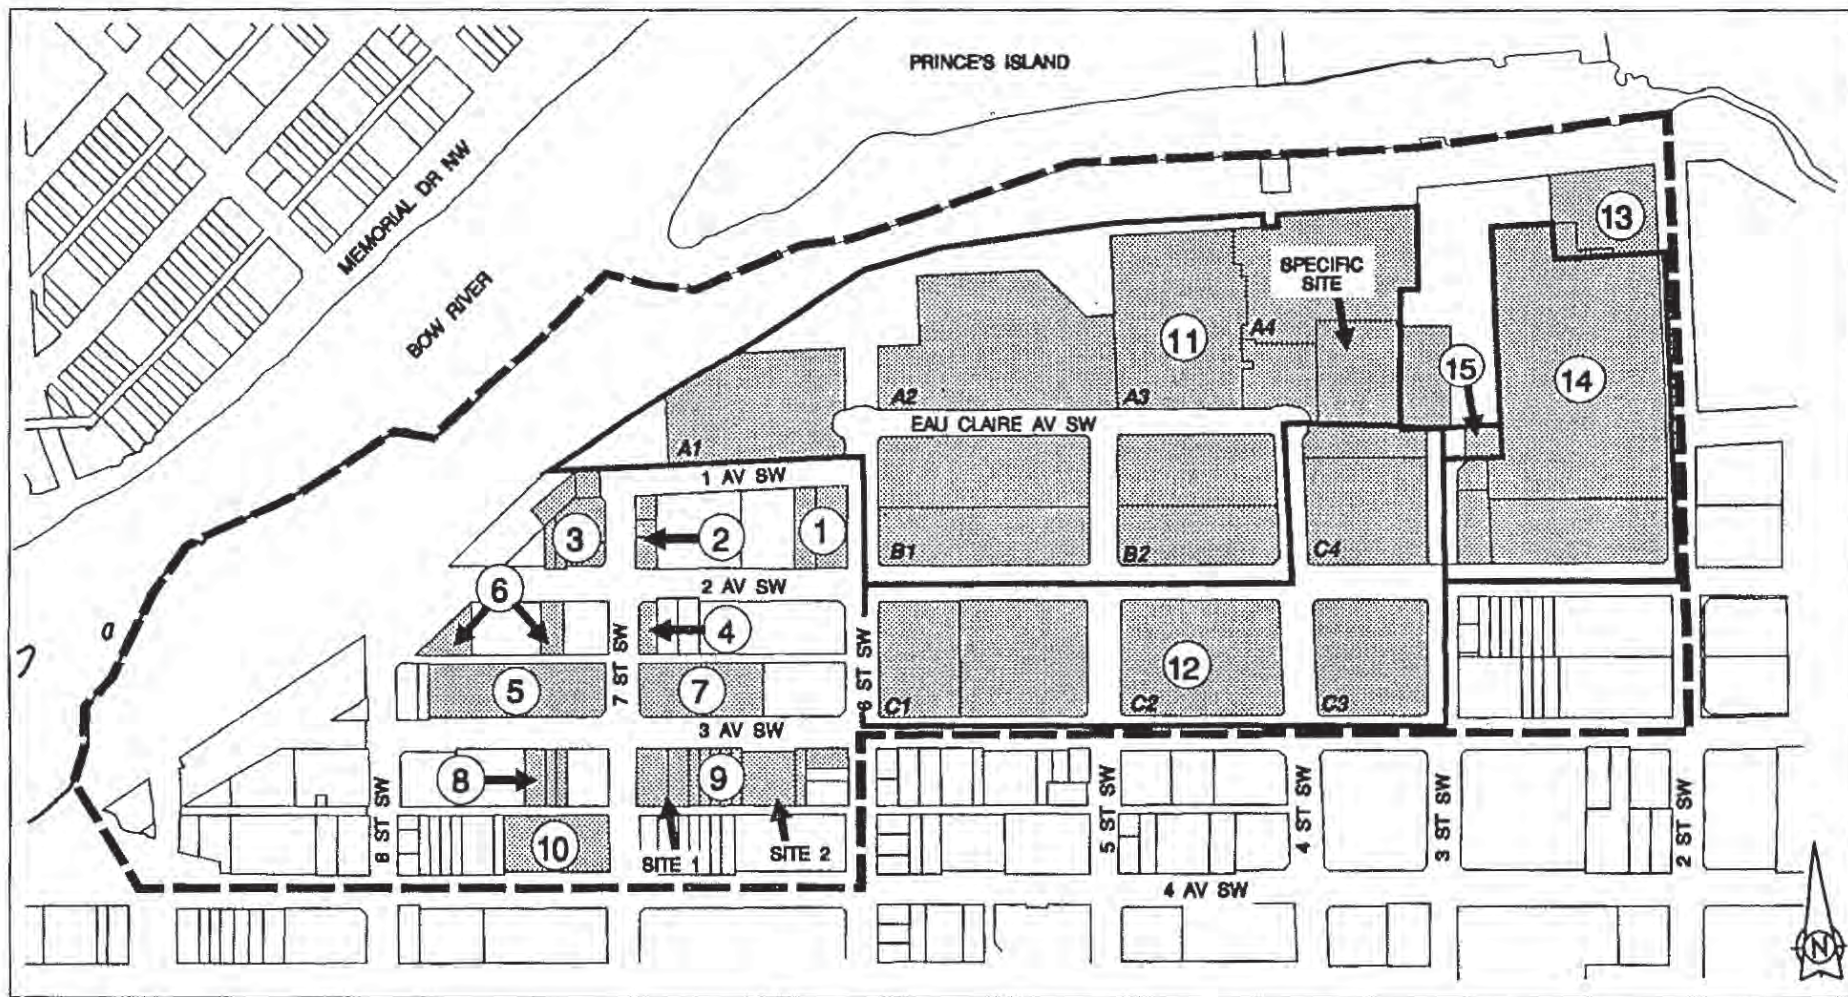 PRINCE'S ISLAND
MEMORIAL DR NW
BOW RIVER
13
SPECIFIC
SITE
11
A4
15
14
A2
A3
EAU CLAIRE AV SW
A1
1 AV SW
3
2
1
B1
B2
C4
6
2 AV SW
4
7 ST SW
6 ST SW
5
7
12
C1
C2
C3
3 AV SW
8
9
8 ST SW
5 ST SW
4 ST SW
3 ST SW
2 ST SW
10
SITE 1
SITE 2
4 AV SW
N